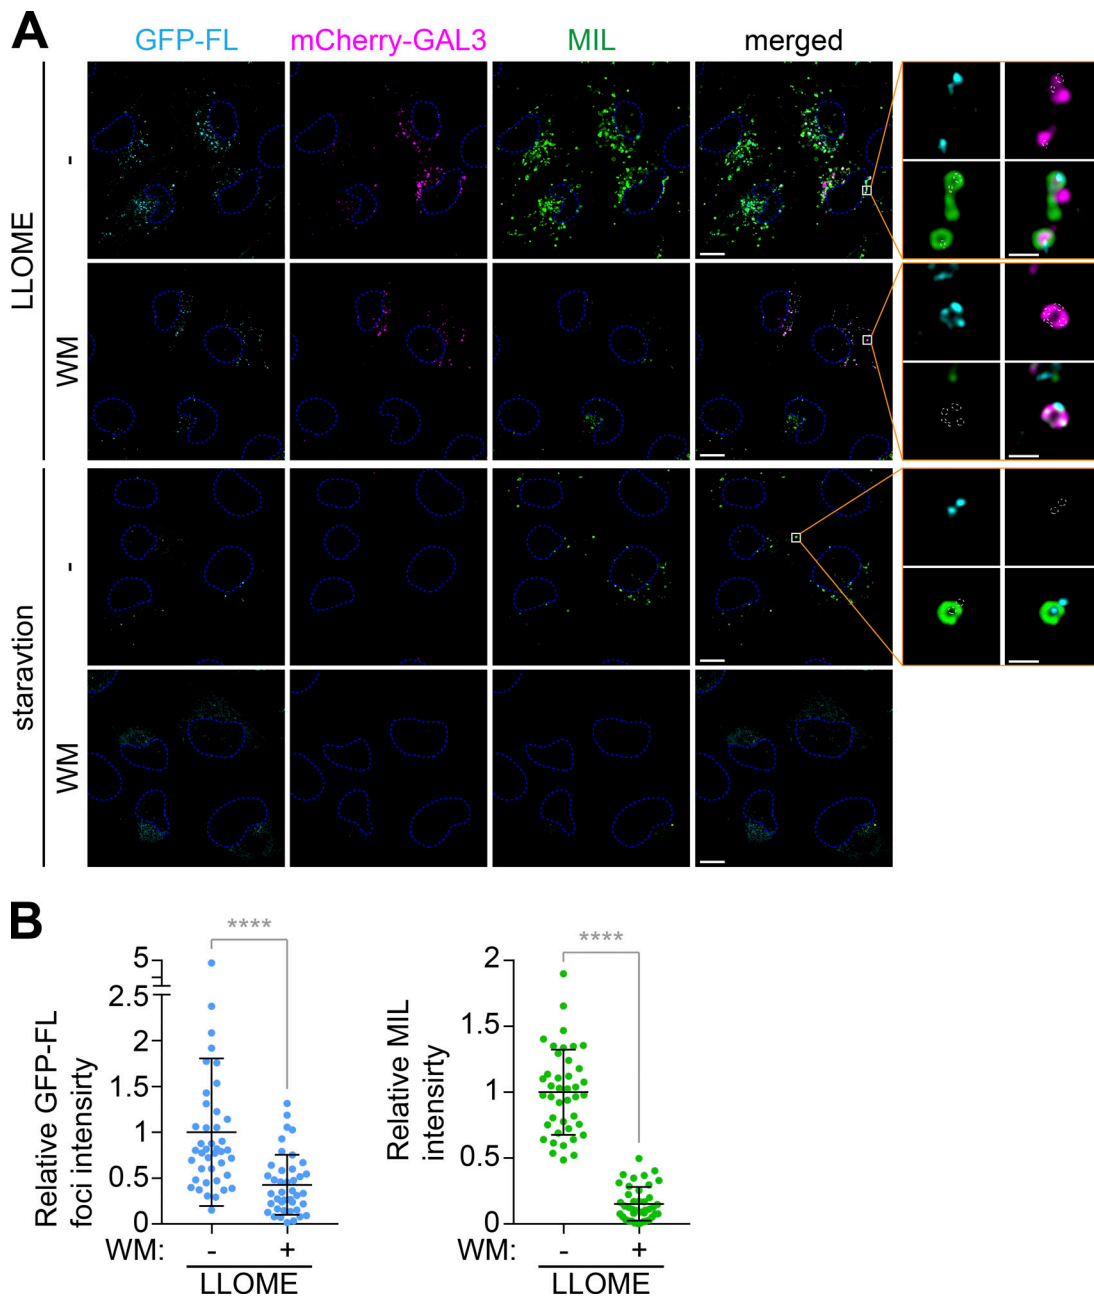 A
GFP-FL mCherry-GAL3 MIL merged
LLOME
-
WM
staravtion
-
WM
B
****
Relative GFP-FL
foci intensirty
5
2.5
2
1.5
1
0.5
0
WM: - +
LLOME
****
Relative MIL
intensirty
2
1.5
1
0.5
0
WM: - +
LLOME